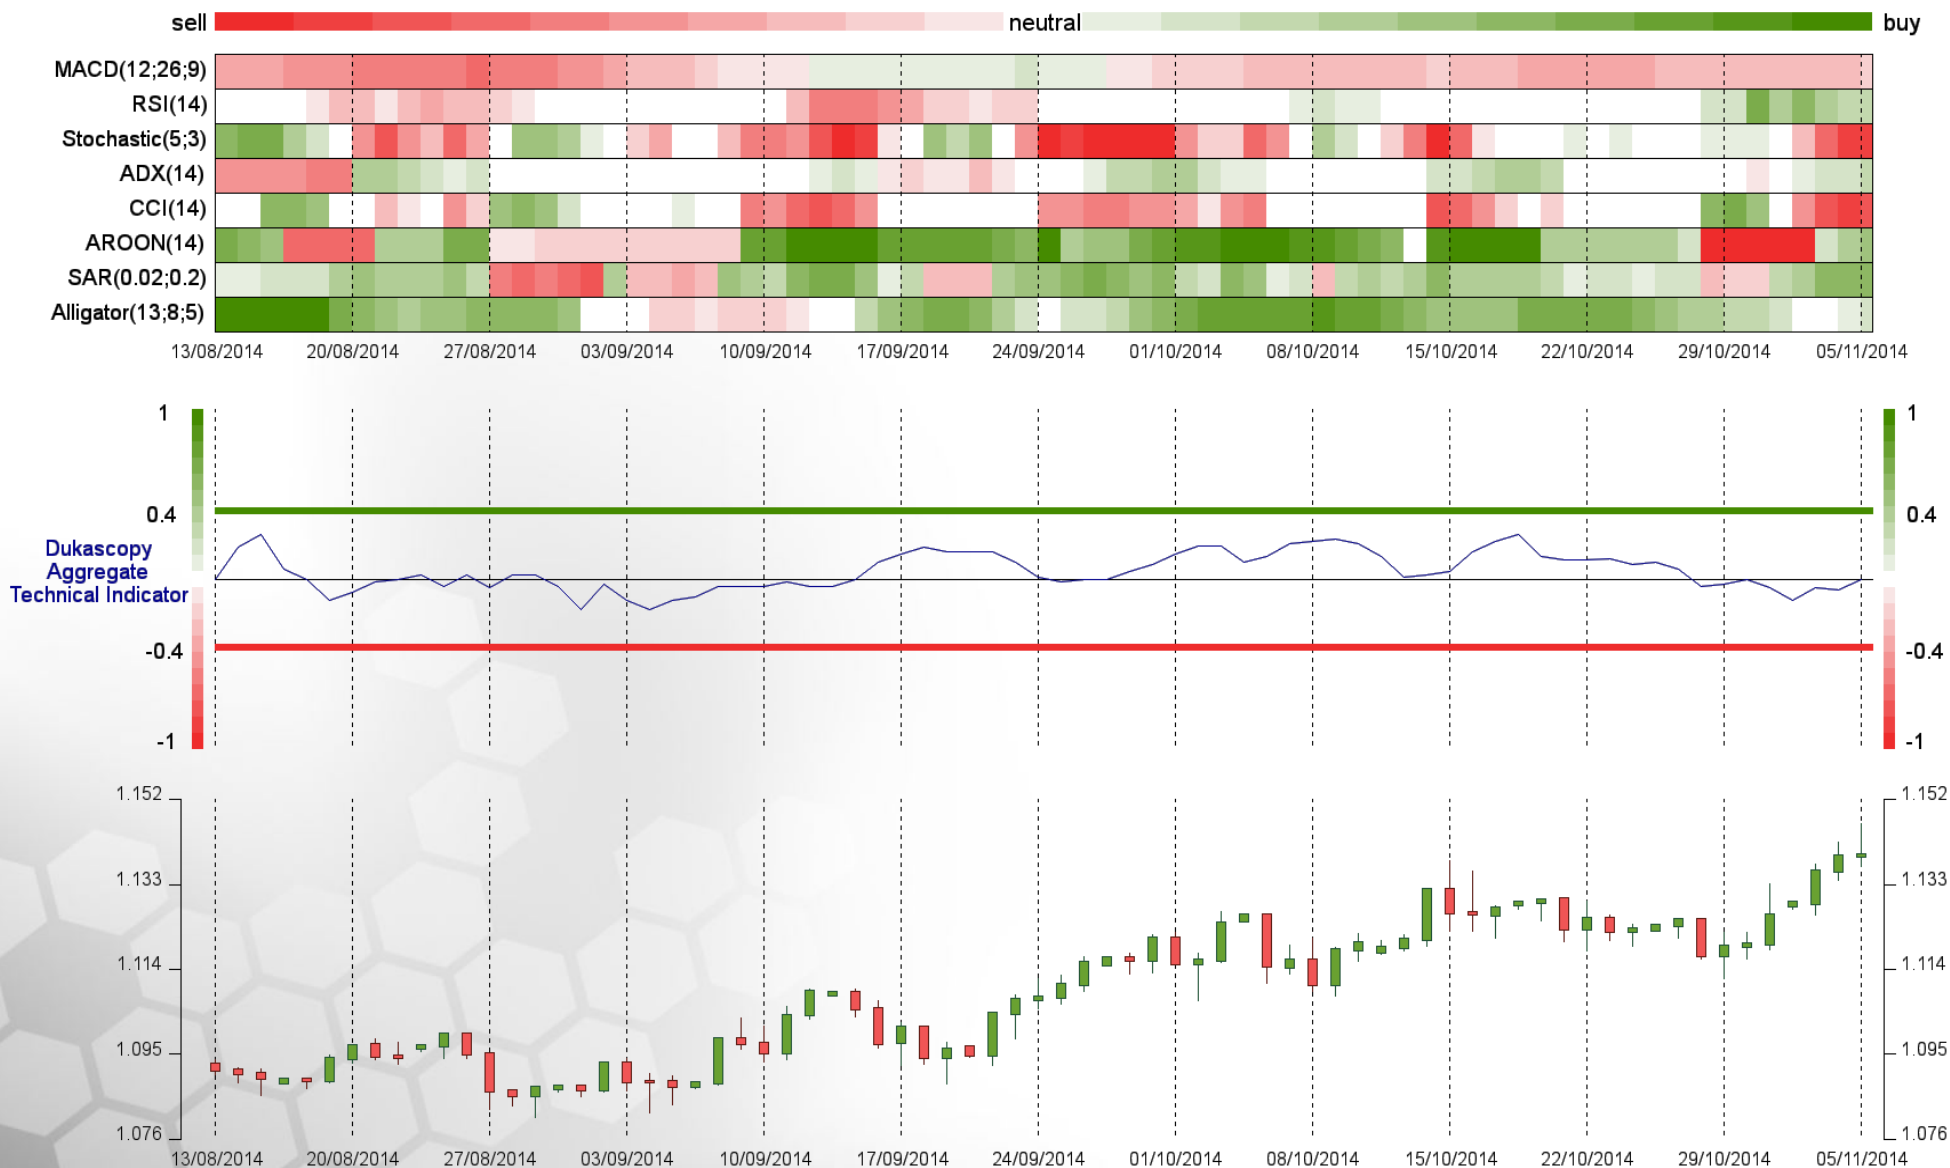 sell neutral buy
MACD(12;26;9)
RSI(14)
Stochastic(5;3)
ADX(14)
CCI(14)
AROON(14)
SAR(0.02;0.2)
Alligator(13;8;5)
13/08/2014 20/08/2014 27/08/2014 03/09/2014 10/09/2014 17/09/2014 24/09/2014 01/10/2014 08/10/2014 15/10/2014 22/10/2014 29/10/2014 05/11/2014
1 1
0.4 0.4
Dukascopy
Aggregate
Technical Indicator
-0.4 -0.4
-1 -1
1.152 1.152
1.133 1.133
1.114 1.114
1.095 1.095
1.076 1.076
13/08/2014 20/08/2014 27/08/2014 03/09/2014 10/09/2014 17/09/2014 24/09/2014 01/10/2014 08/10/2014 15/10/2014 22/10/2014 29/10/2014 05/11/2014